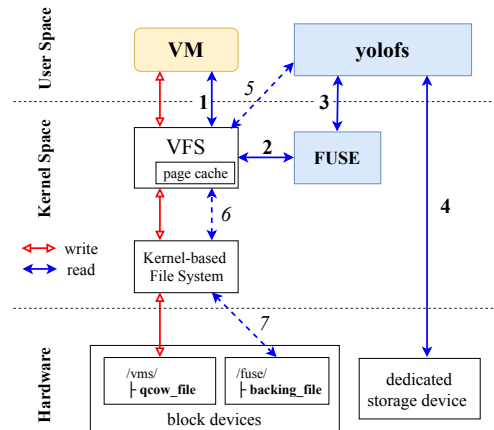 User Space
VM
yolofs
1
5
3
Kernel Space
VFS
page cache
2
FUSE
6
4
write
read
Kernel-based
File System
7
Hardware
/vms/
├ qcow_file
/fuse/
├ backing_file
block devices
dedicated
storage device